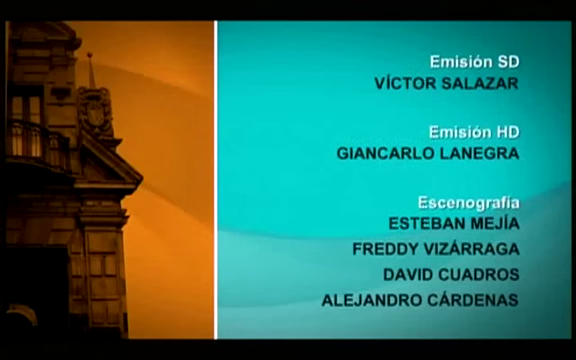 Emisión SD
VÍCTOR SALAZAR
Emisión HD
GIANCARLO LANEGRA
Escenografía
ESTEBAN MEJÍA
FREDDY VIZÁRRAGA
DAVID CUADROS
ALEJANDRO CÁRDENAS